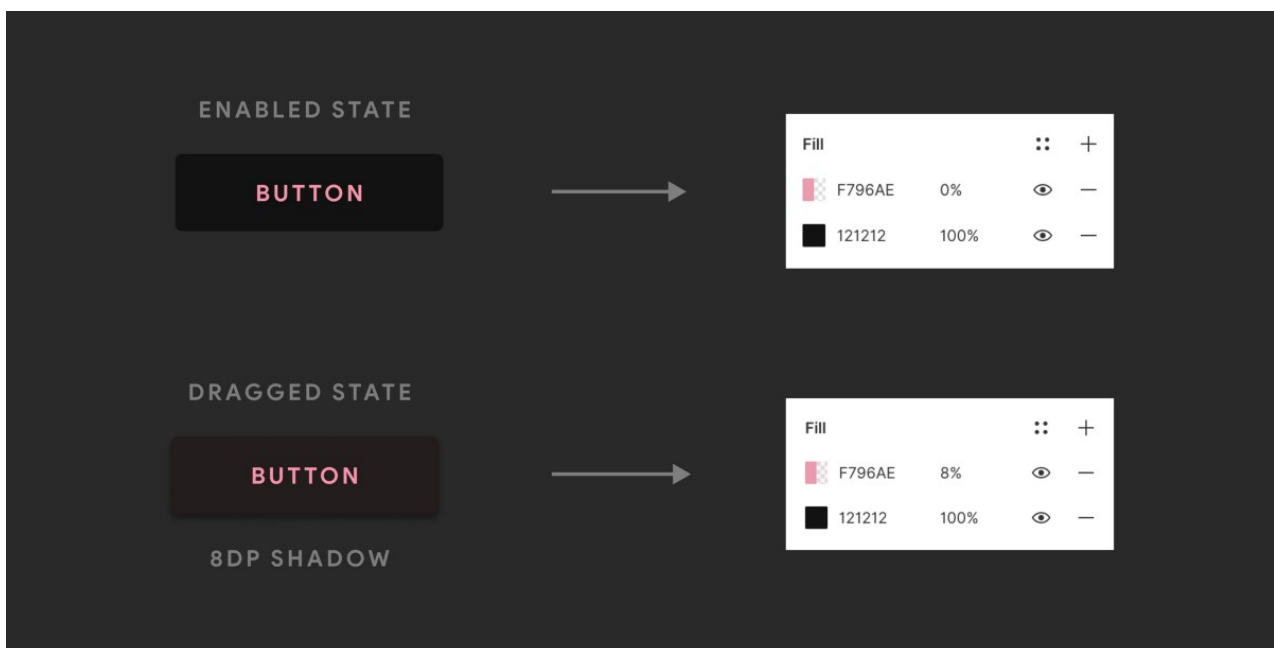 ENABLED STATE
BUTTON
Fill
F796AE 0%
121212 100%
DRAGGED STATE
BUTTON
8DP SHADOW
Fill
F796AE 8%
121212 100%